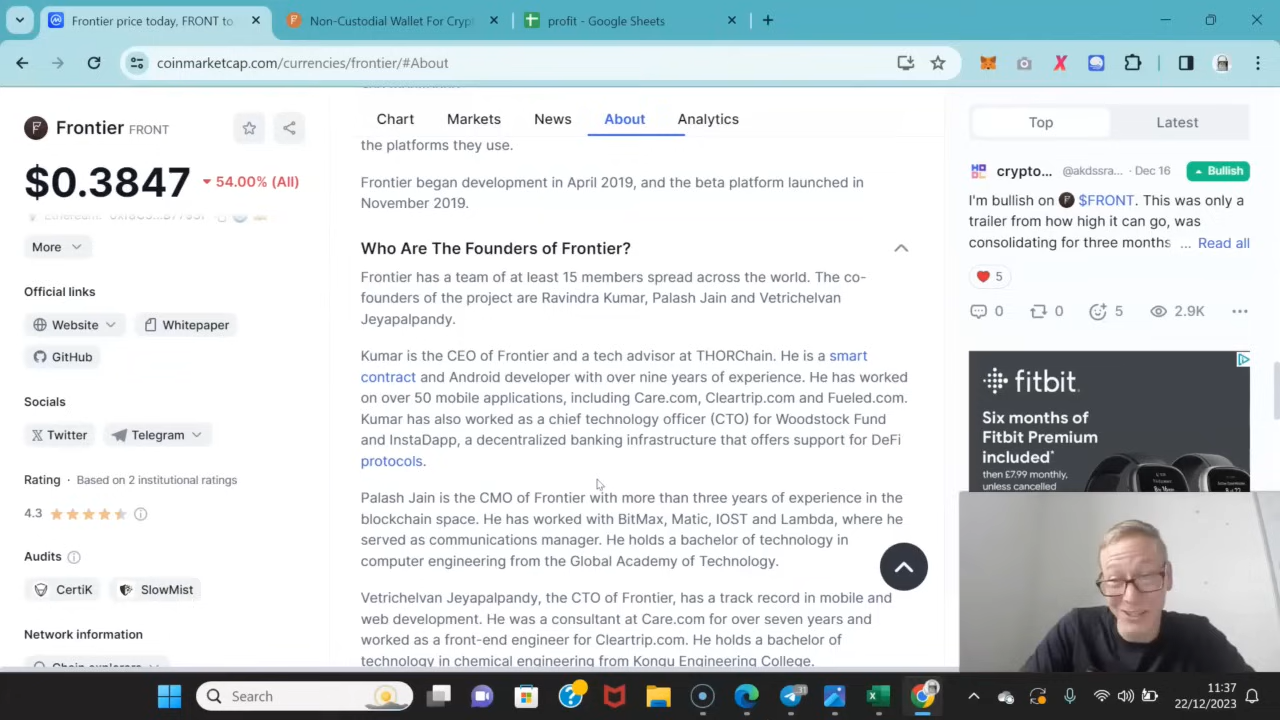 Frontier price today, FRONT to
Non-Custodial Wallet For Cryp
profit - Google Sheets
coinmarketcap.com/currencies/frontier/#About
Frontier FRONT
$0.3847
54.00% (All)
More
Official links
Website
Whitepaper
GitHub
Socials
Twitter
Telegram
Rating · Based on 2 institutional ratings
4.3
Audits
CertiK
SlowMist
Network information
Chain explorers
Chart
Markets
News
About
Analytics
the platforms they use.
Frontier began development in April 2019, and the beta platform launched in
November 2019.
Who Are The Founders of Frontier?
Frontier has a team of at least 15 members spread across the world. The co-
founders of the project are Ravindra Kumar, Palash Jain and Vetrichelvan
Jeyapalpandy.
Kumar is the CEO of Frontier and a tech advisor at THORChain. He is a smart
contract and Android developer with over nine years of experience. He has worked
on over 50 mobile applications, including Care.com, Cleartrip.com and Fueled.com.
Kumar has also worked as a chief technology officer (CTO) for Woodstock Fund
and InstaDapp, a decentralized banking infrastructure that offers support for DeFi
protocols.
Palash Jain is the CMO of Frontier with more than three years of experience in the
blockchain space. He has worked with BitMax, Matic, IOST and Lambda, where he
served as communications manager. He holds a bachelor of technology in
computer engineering from the Global Academy of Technology.
Vetrichelvan Jeyapalpandy, the CTO of Frontier, has a track record in mobile and
web development. He was a consultant at Care.com for over seven years and
worked as a front-end engineer for Cleartrip.com. He holds a bachelor of
technology in chemical engineering from Kongu Engineering College.
Top
Latest
crypto... @akdssra... · Dec 16
Bullish
I'm bullish on $FRONT. This was only a
trailer from how high it can go, was
consolidating for three months ... Read all
5
0
0
5
2.9K
fitbit
Six months of
Fitbit Premium
included*
then £7.99 monthly,
unless cancelled
Search
11:37
22/12/2023